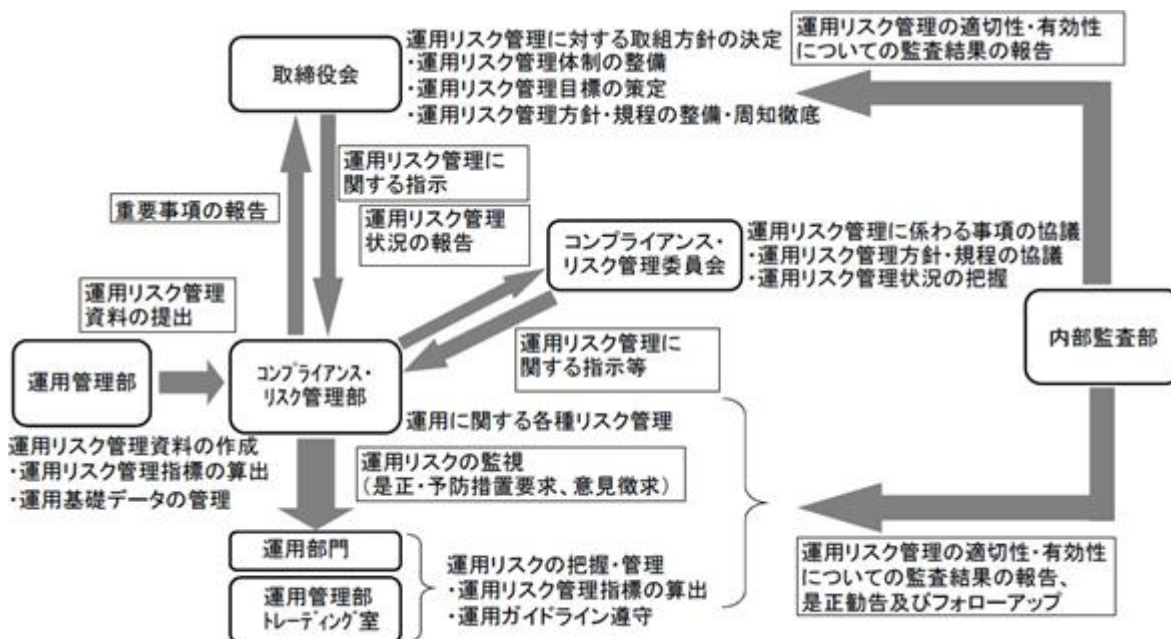 取締役会
運用リスク管理に対する取組方針の決定
・運用リスク管理体制の整備
・運用リスク管理目標の策定
・運用リスク管理方針・規程の整備・周知徹底
運用リスク管理の適切性・有効性
についての監査結果の報告
運用リスク管理に
関する指示
重要事項の報告
運用リスク管理
状況の報告
コンプライアンス・
リスク管理委員会
運用リスク管理に係わる事項の協議
・運用リスク管理方針・規程の協議
・運用リスク管理状況の把握
運用リスク管理
資料の提出
運用リスク管理に
関する指示等
内部監査部
運用管理部
コンプライアンス・
リスク管理部
運用に関する各種リスク管理
運用リスク管理資料の作成
・運用リスク管理指標の算出
・運用基礎データの管理
運用リスクの監視
（是正・予防措置要求、意見徴求）
運用部門
運用管理部
トレーディング室
運用リスクの把握・管理
・運用リスク管理指標の算出
・運用ガイドライン遵守
運用リスク管理の適切性・有効性
についての監査結果の報告、
是正勧告及びフォローアップ